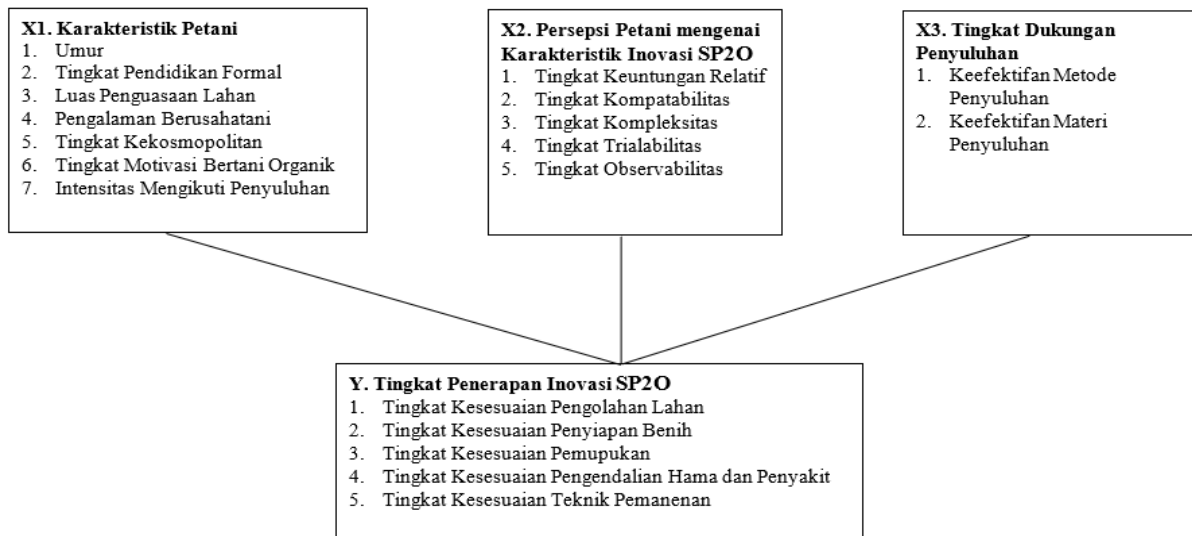 X1. Karakteristik Petani
1. Umur
2. Tingkat Pendidikan Formal
3. Luas Penguasaan Lahan
4. Pengalaman Berusahatani
5. Tingkat Kekosmopolitan
6. Tingkat Motivasi Bertani Organik
7. Intensitas Mengikuti Penyuluhan
X2. Persepsi Petani mengenai
Karakteristik Inovasi SP2O
1. Tingkat Keuntungan Relatif
2. Tingkat Kompatabilitas
3. Tingkat Kompleksitas
4. Tingkat Trialabilitas
5. Tingkat Observabilitas
X3. Tingkat Dukungan
Penyuluhan
1. Keefektifan Metode
Penyuluhan
2. Keefektifan Materi
Penyuluhan
Y. Tingkat Penerapan Inovasi SP2O
1. Tingkat Kesesuaian Pengolahan Lahan
2. Tingkat Kesesuaian Penyiapan Benih
3. Tingkat Kesesuaian Pemupukan
4. Tingkat Kesesuaian Pengendalian Hama dan Penyakit
5. Tingkat Kesesuaian Teknik Pemanenan